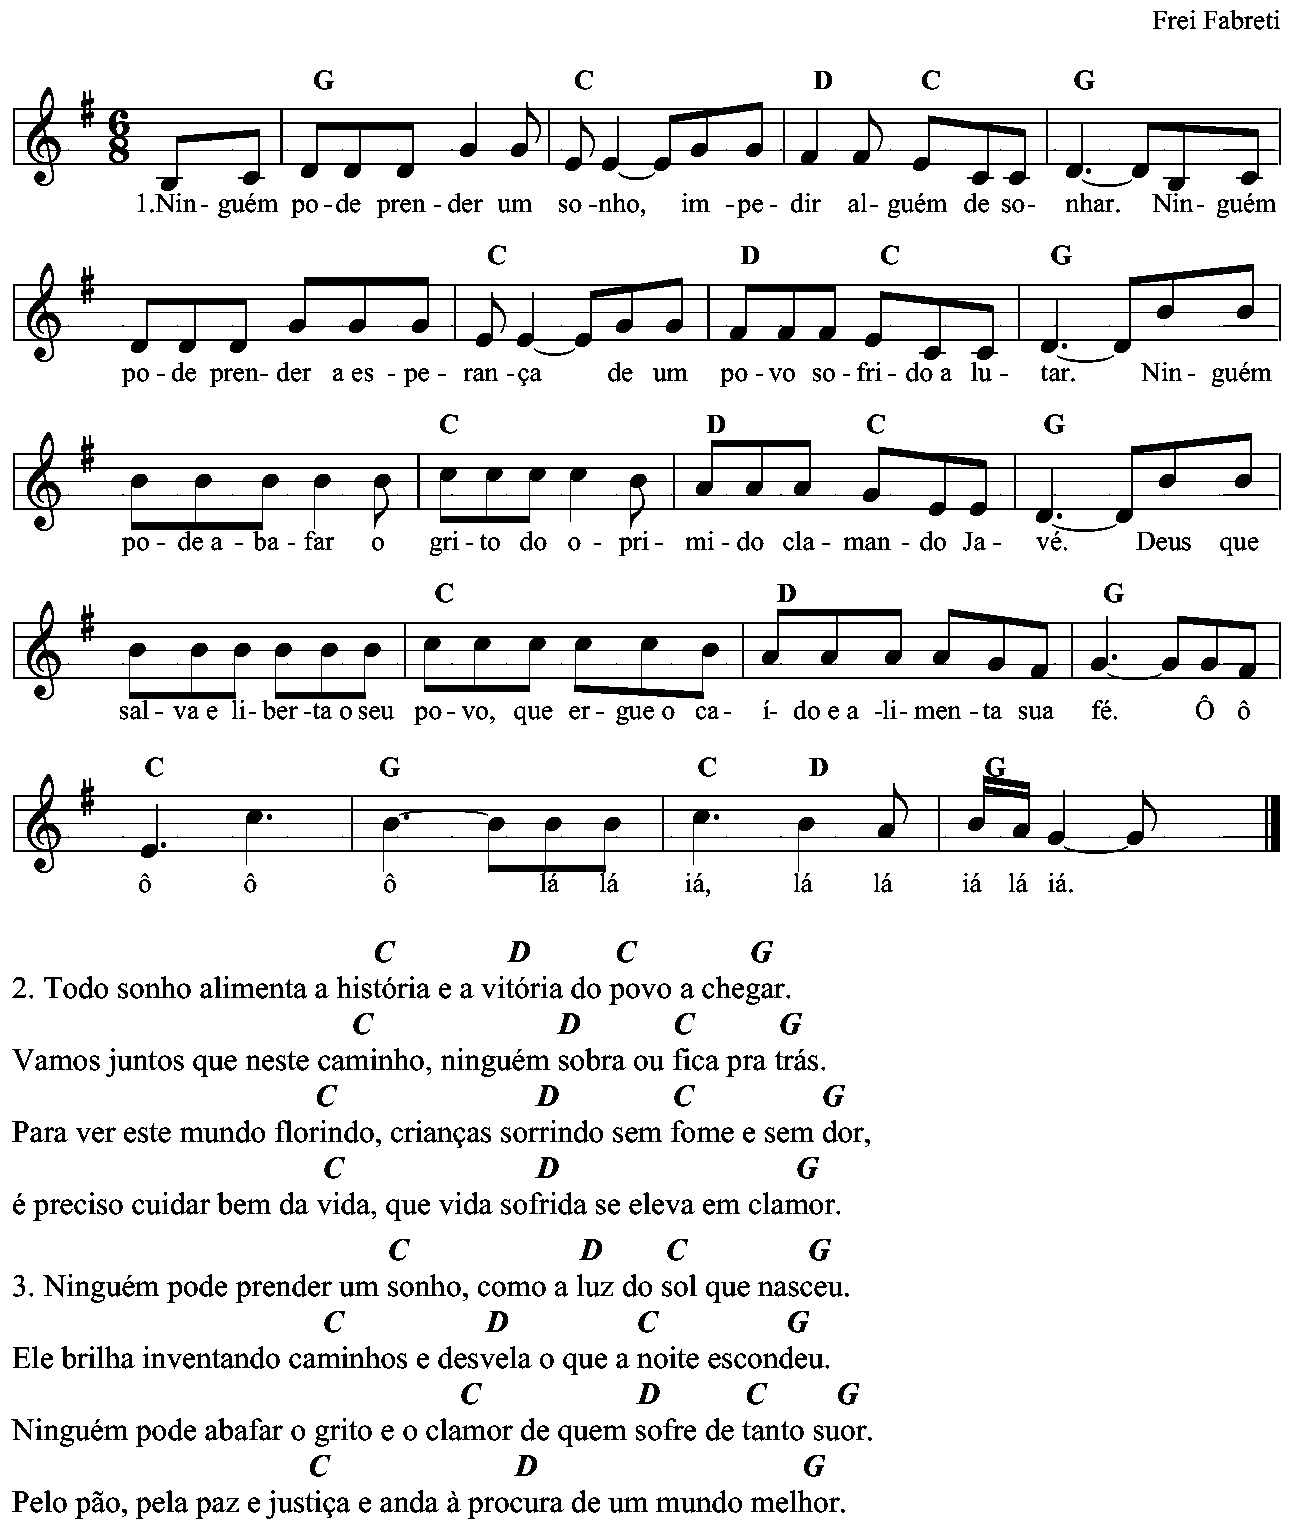 Frei Fabreti
G C D C G
6
8
1.Nin- guém po-de pren- der um so-nho, im-pe- dir al-guém de so- nhar. Nin- guém
C D C G
po-de pren- der a es-pe- ran-ça de um po-vo so-fri-do a lu- tar. Nin- guém
C D C G
po-de a-ba-far o gri-to do o-pri- mi-do cla-man-do Ja- vé. Deus que
C D G
sal-va e li-ber-ta o seu po-vo, que er-gue o ca- í-do e a -li-men-ta sua fé. Ô ô
C G C D G
ô ô ô lá lá iá, lá lá iá lá iá.
C D C G
2. Todo sonho alimenta a história e a vitória do povo a chegar.
C D C G
Vamos juntos que neste caminho, ninguém sobra ou fica pra trás.
C D C G
Para ver este mundo florindo, crianças sorrindo sem fome e sem dor,
C D G
é preciso cuidar bem da vida, que vida sofrida se eleva em clamor.
C D C G
3. Ninguém pode prender um sonho, como a luz do sol que nasceu.
C D C G
Ele brilha inventando caminhos e desvela o que a noite escondeu.
C D C G
Ninguém pode abafar o grito e o clamor de quem sofre de tanto suor.
C D G
Pelo pão, pela paz e justiça e anda à procura de um mundo melhor.